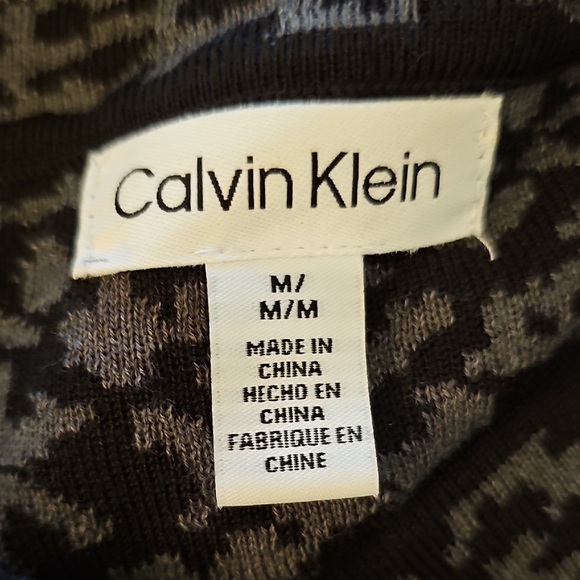 Calvin Klein
M/
M/M
MADE IN
CHINA
HECHO EN
CHINA
FABRIQUE EN
CHINE